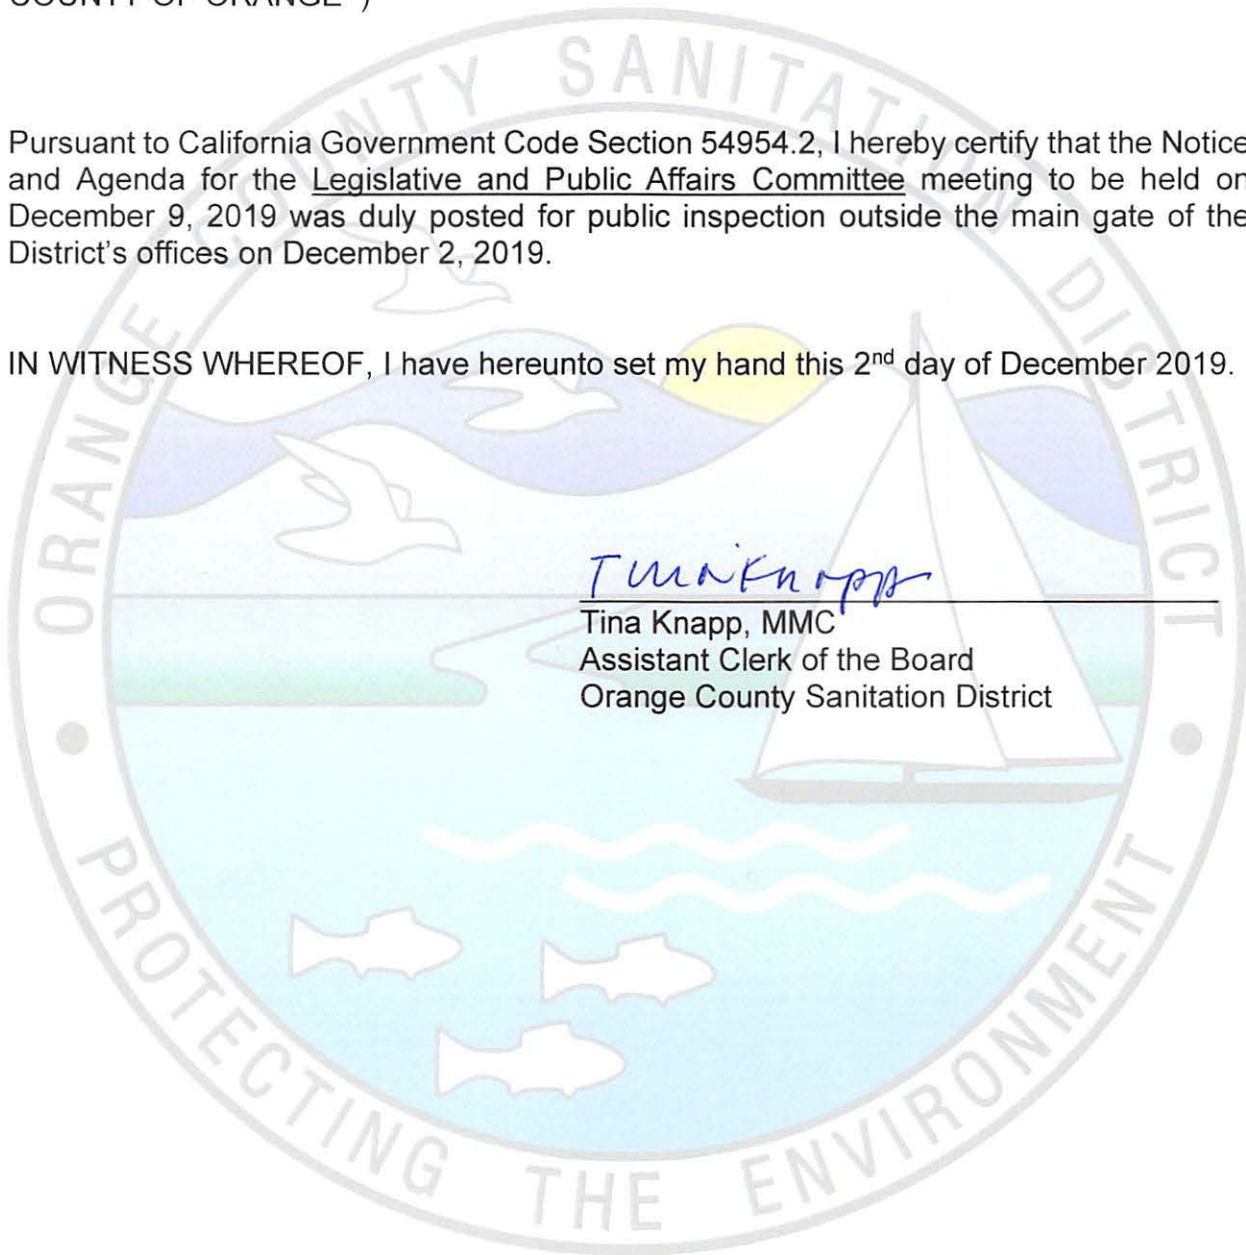 COUNTY OF ORANGE )
Pursuant to California Government Code Section 54954.2, I hereby certify that the Notice
and Agenda for the Legislative and Public Affairs Committee meeting to be held on
December 9, 2019 was duly posted for public inspection outside the main gate of the
District's offices on December 2, 2019.
IN WITNESS WHEREOF, I have hereunto set my hand this 2nd day of December 2019.
Tina Knapp
Tina Knapp, MMC
Assistant Clerk of the Board
Orange County Sanitation District
ORANGE COUNTY SANITATION DISTRICT
PROTECTING THE ENVIRONMENT